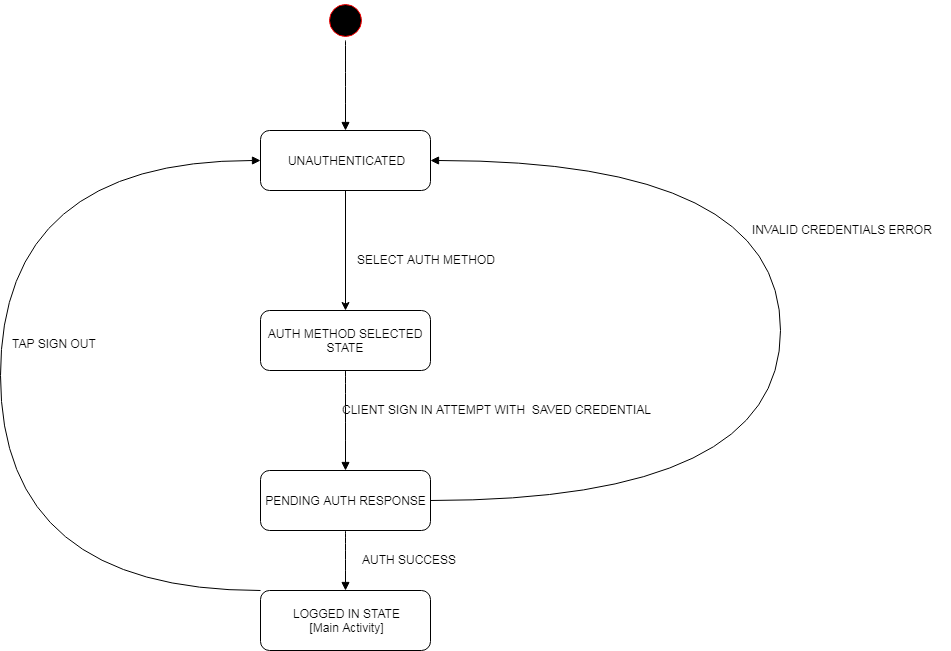 UNAUTHENTICATED
INVALID CREDENTIALS ERROR
SELECT AUTH METHOD
AUTH METHOD SELECTED
STATE
TAP SIGN OUT
CLIENT SIGN IN ATTEMPT WITH SAVED CREDENTIAL
PENDING AUTH RESPONSE
AUTH SUCCESS
LOGGED IN STATE
[Main Activity]